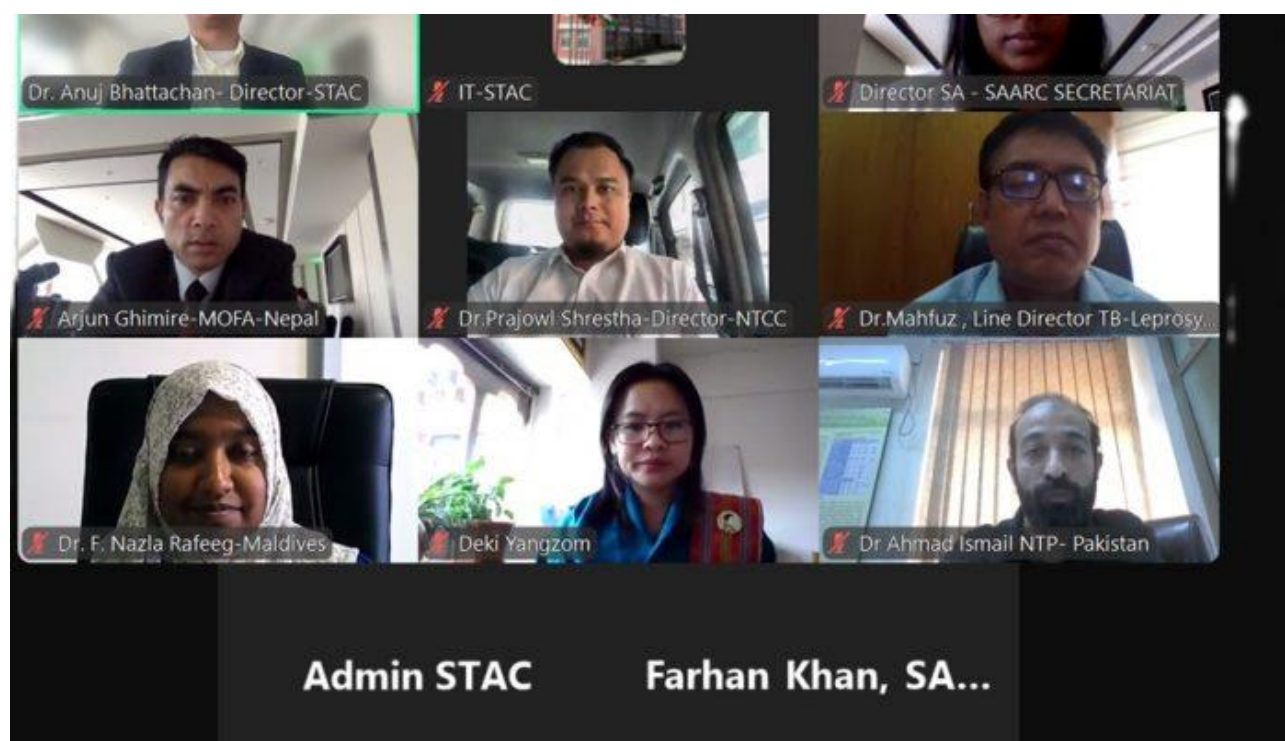 Dr. Anuj Bhattachan- Director-STAC
IT-STAC
Director SA - SAARC SECRETARIAT
Arjun Ghimire-MOFA-Nepal
Dr.Prajowl Shrestha-Director-NTCC
Dr.Mahfuz , Line Director TB-Leprosy...
Dr. F. Nazla Rafeeg-Maldives
Deki Yangzom
Dr Ahmad Ismail NTP- Pakistan
Admin STAC
Farhan Khan, SA...